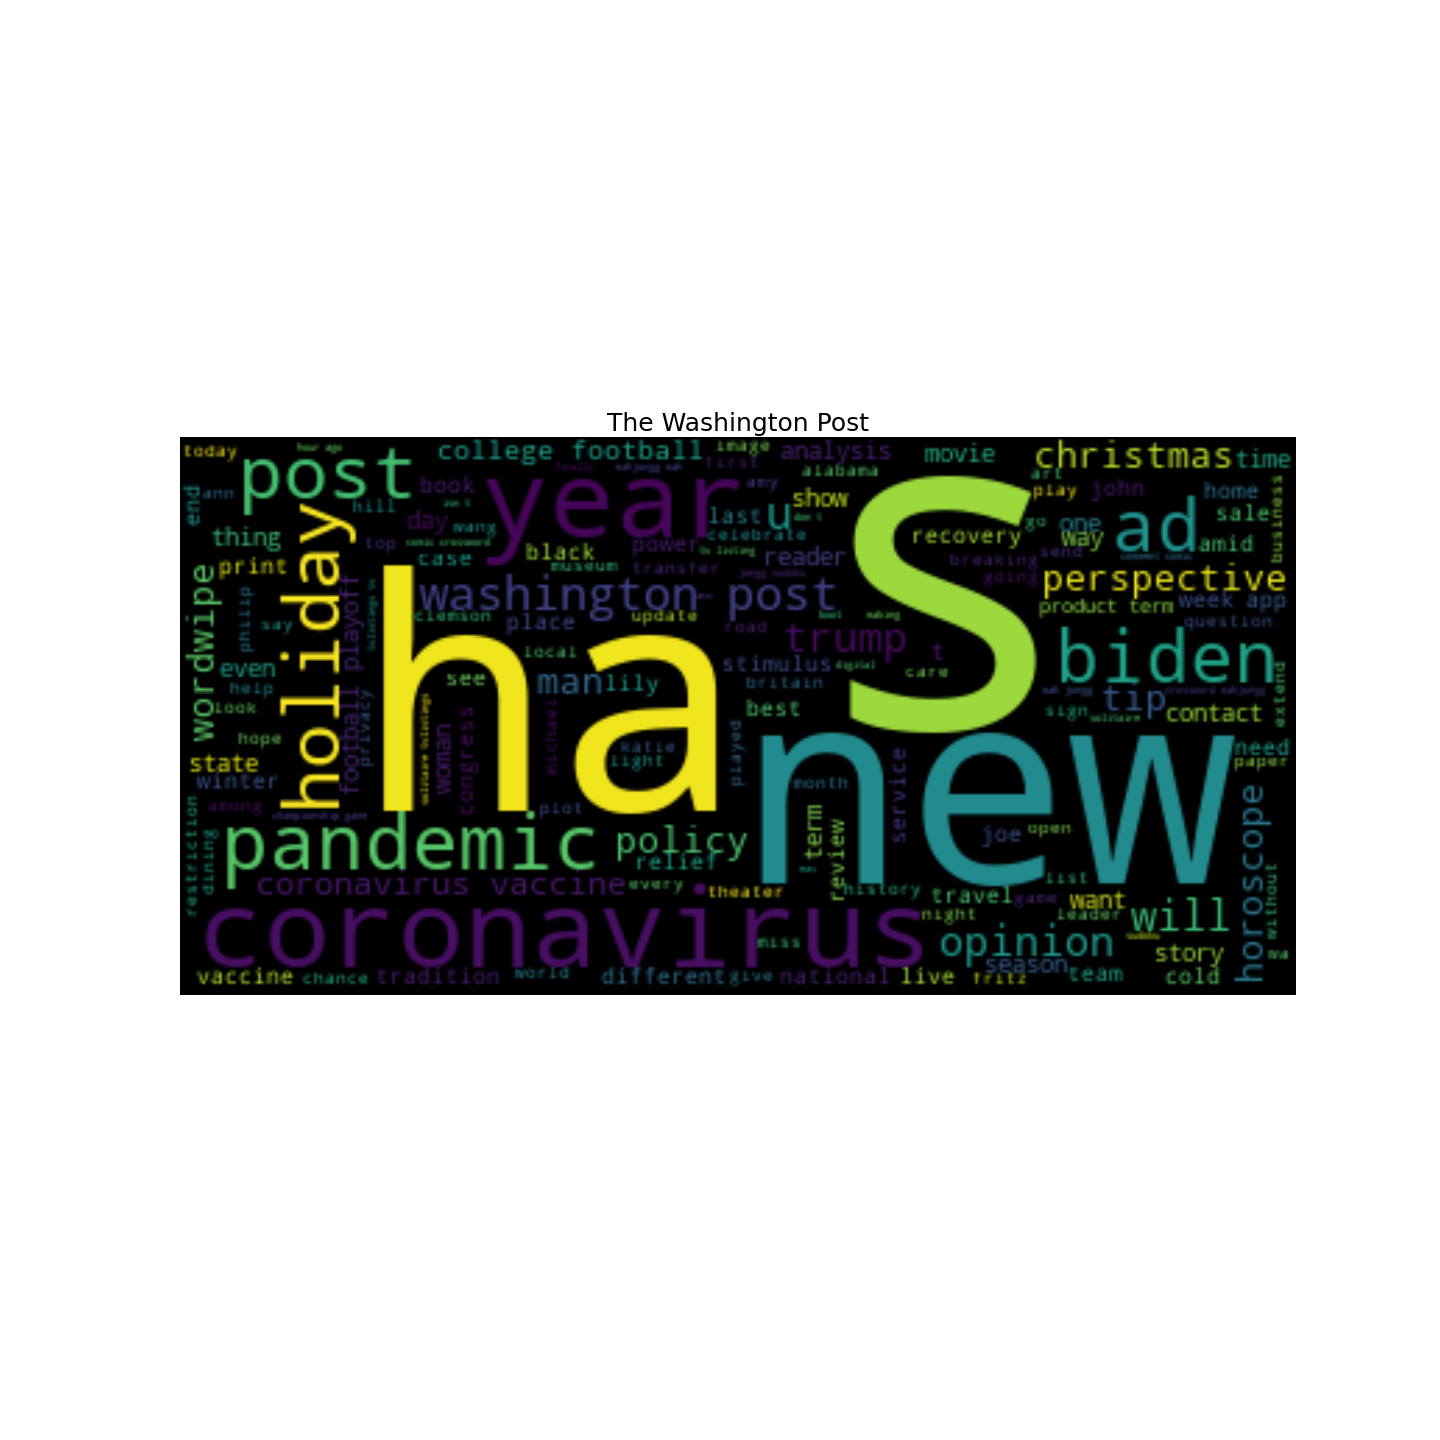 The Washington Post
today
hour ago
college football
image
analysis
movie
christmas
time
post
book
year
first
alabama
art
finally
amy
show
play
john
home
end
ann
hill
day
wang
last
u
don t
s
go
one
way
ad
sale
business
thing
top
case
black
power
celebrate
reader
recovery
breaking
send
going
amid
print
holiday
museum
transfer
perspective
wordwipe
philip
say
football playoff
washington post
clemson
place
update
road
trump
t
product term
week app
question
even
help
look
hope
privacy
ha
see
local
man
lily
stimulus
britain
digital
care
best
biden
tip
sign
solitaire
contact
extend
state
winter
among
championship game
woman
congress
michael
katie
light
plot
played
new
need
paper
month
service
restriction
dining
pandemic
policy
relief
term
review
joe
open
horoscope
without
coronavirus vaccine
every
theater
history
travel
game
list
want
leader
will
coronavirus
miss
night
opinion
season
story
wa
vaccine
chance
tradition
world
different
give
national
live
fritz
team
cold